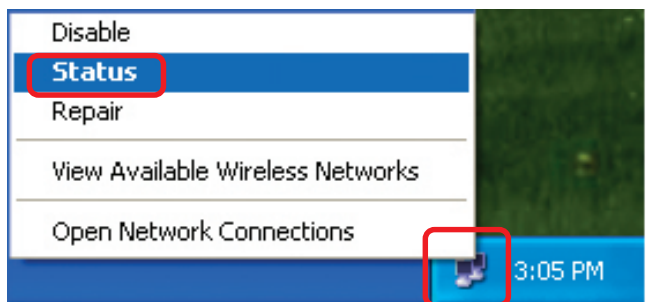 Disable
Status
Repair
View Available Wireless Networks
Open Network Connections
3:05 PM